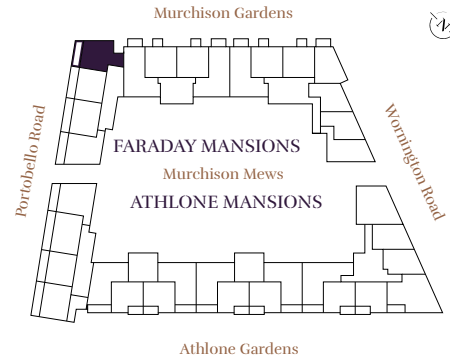 Murchison Gardens
N
Portobello Road
Wornington Road
FARADAY MANSIONS
Murchison Mews
ATHLONE MANSIONS
Athlone Gardens